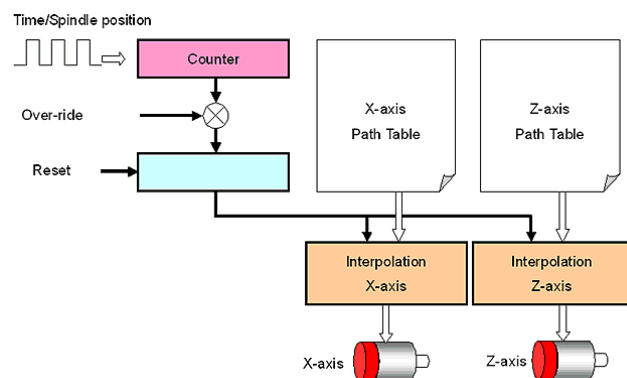 Time/Spindle position
Counter
Over-ride
Reset
X-axis
Path Table
Z-axis
Path Table
Interpolation
X-axis
Interpolation
Z-axis
X-axis
Z-axis